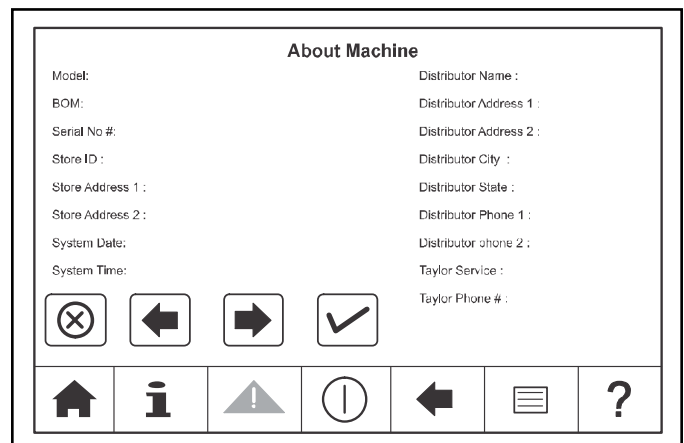 About Machine
Model:
BOM:
Serial No #:
Store ID :
Store Address 1 :
Store Address 2 :
System Date:
System Time:
Distributor Name :
Distributor Address 1 :
Distributor Address 2 :
Distributor City :
Distributor State :
Distributor Phone 1 :
Distributor phone 2 :
Taylor Service :
Taylor Phone # :
?